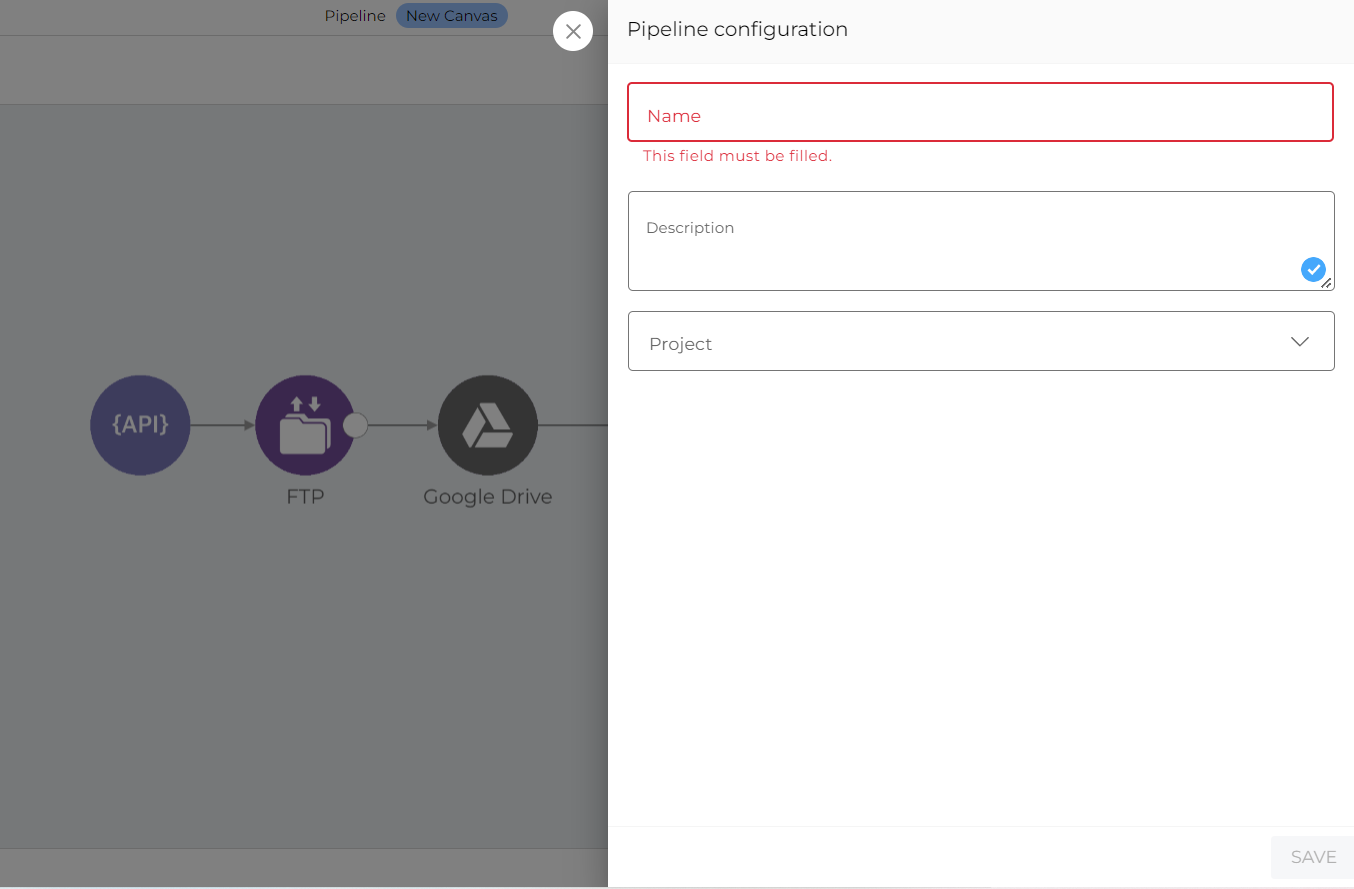 Pipeline New Canvas
Pipeline configuration
Name
This field must be filled.
Description
Project
{API}
FTP
Google Drive
SAVE